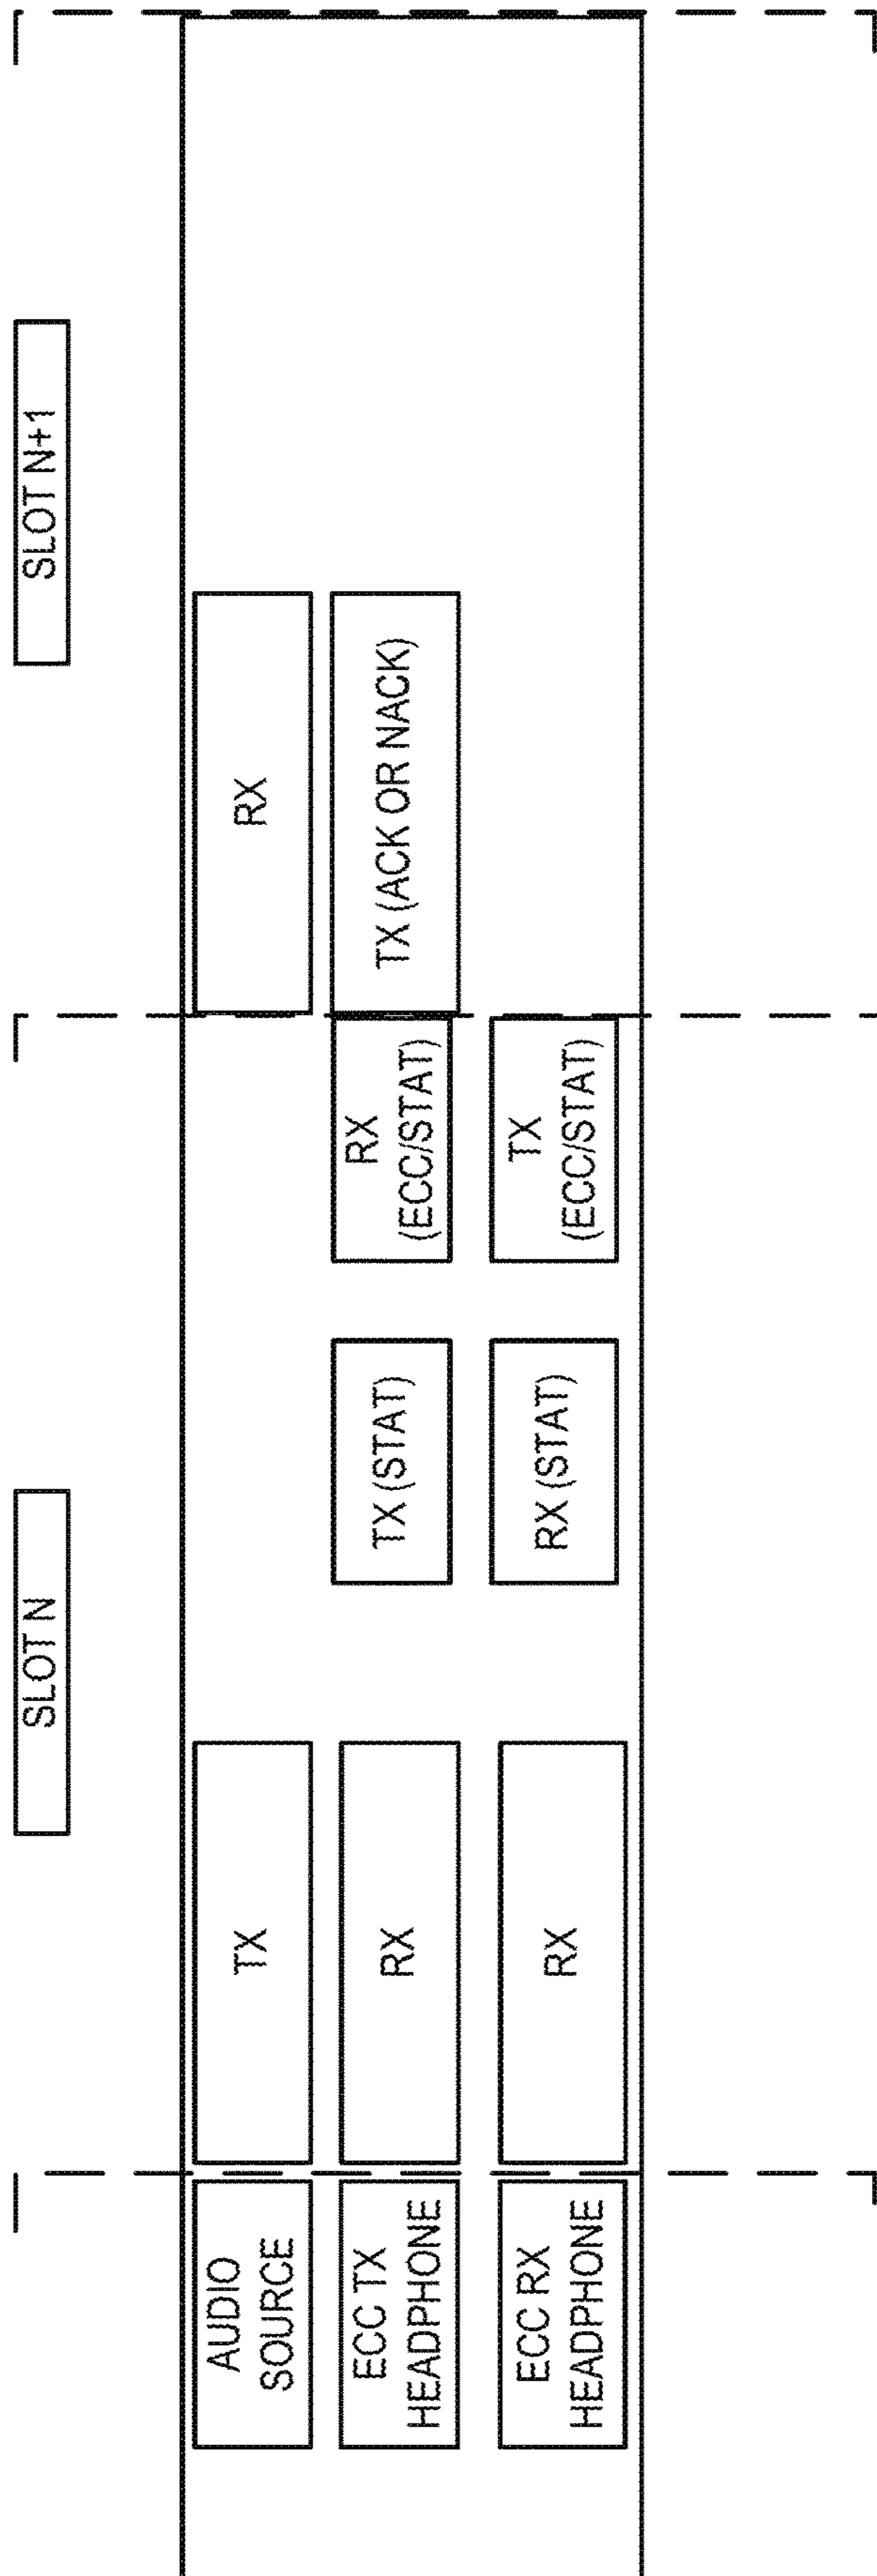 SLOT N
SLOT N+1
AUDIO
SOURCE
TX
RX
ECC TX
HEADPHONE
RX
TX (STAT)
RX
(ECC/STAT)
TX (ACK OR NACK)
ECC RX
HEADPHONE
RX
RX (STAT)
TX
(ECC/STAT)